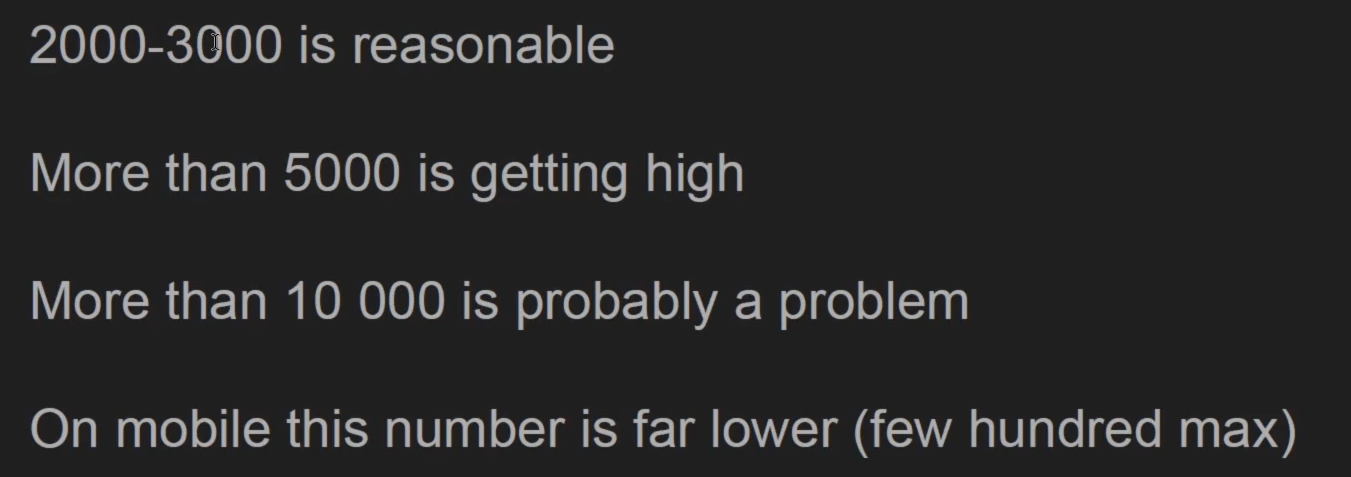 2000-3000 is reasonable
More than 5000 is getting high
More than 10 000 is probably a problem
On mobile this number is far lower (few hundred max)